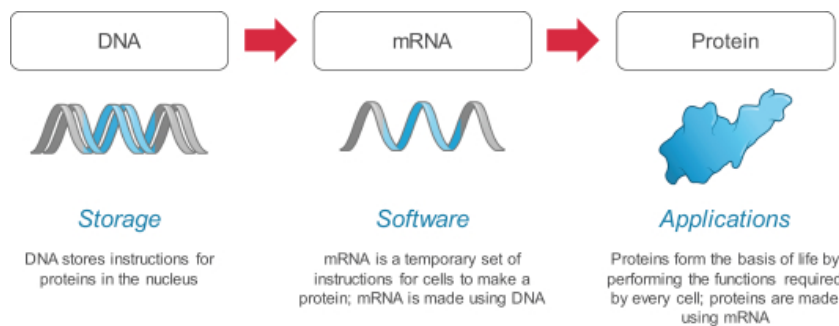 DNA
mRNA
Protein
Storage
Software
Applications
DNA stores instructions for
proteins in the nucleus
mRNA is a temporary set of
instructions for cells to make a
protein; mRNA is made using DNA
Proteins form the basis of life by
performing the functions required
by every cell; proteins are made
using mRNA